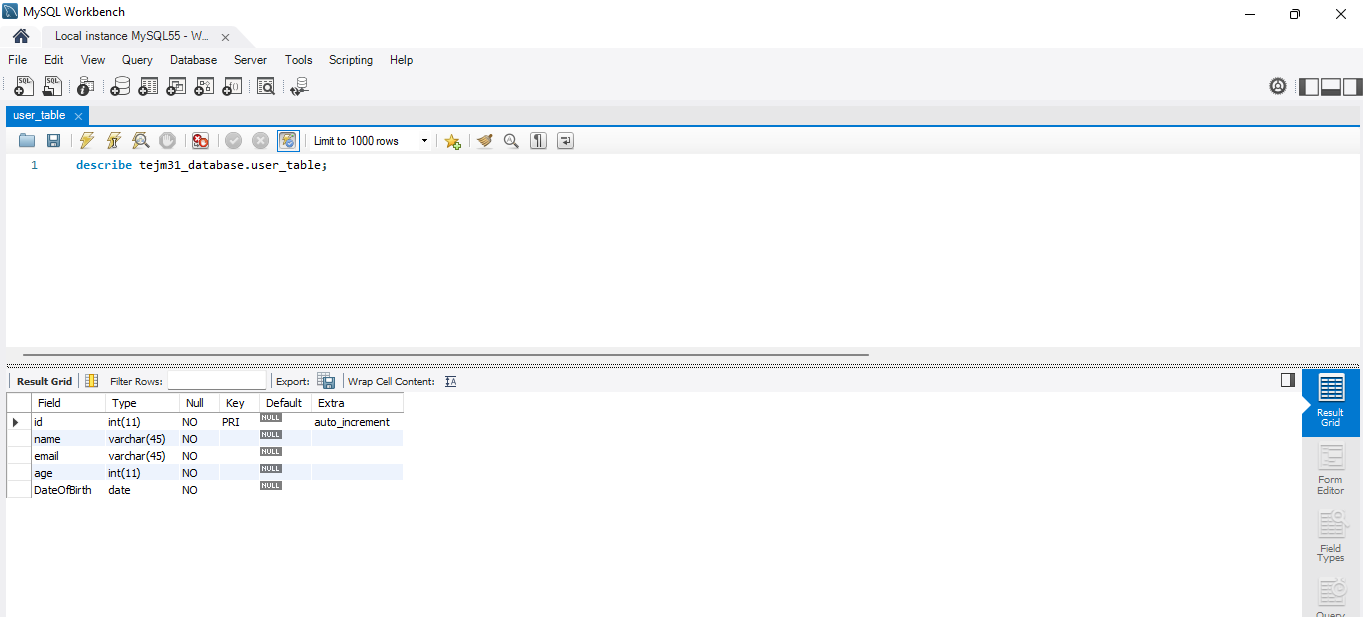 MySQL Workbench
Local instance MySQL55 - W...
File Edit View Query Database Server Tools Scripting Help
user_table
Limit to 1000 rows
1 describe tejm31_database.user_table;
Result Grid Filter Rows: Export: Wrap Cell Content: IA
Field Type Null Key Default Extra
id int(11) NO PRI NULL auto_increment
name varchar(45) NO NULL
email varchar(45) NO NULL
age int(11) NO NULL
DateOfBirth date NO NULL
Result
Grid
Form
Editor
Field
Types
Query